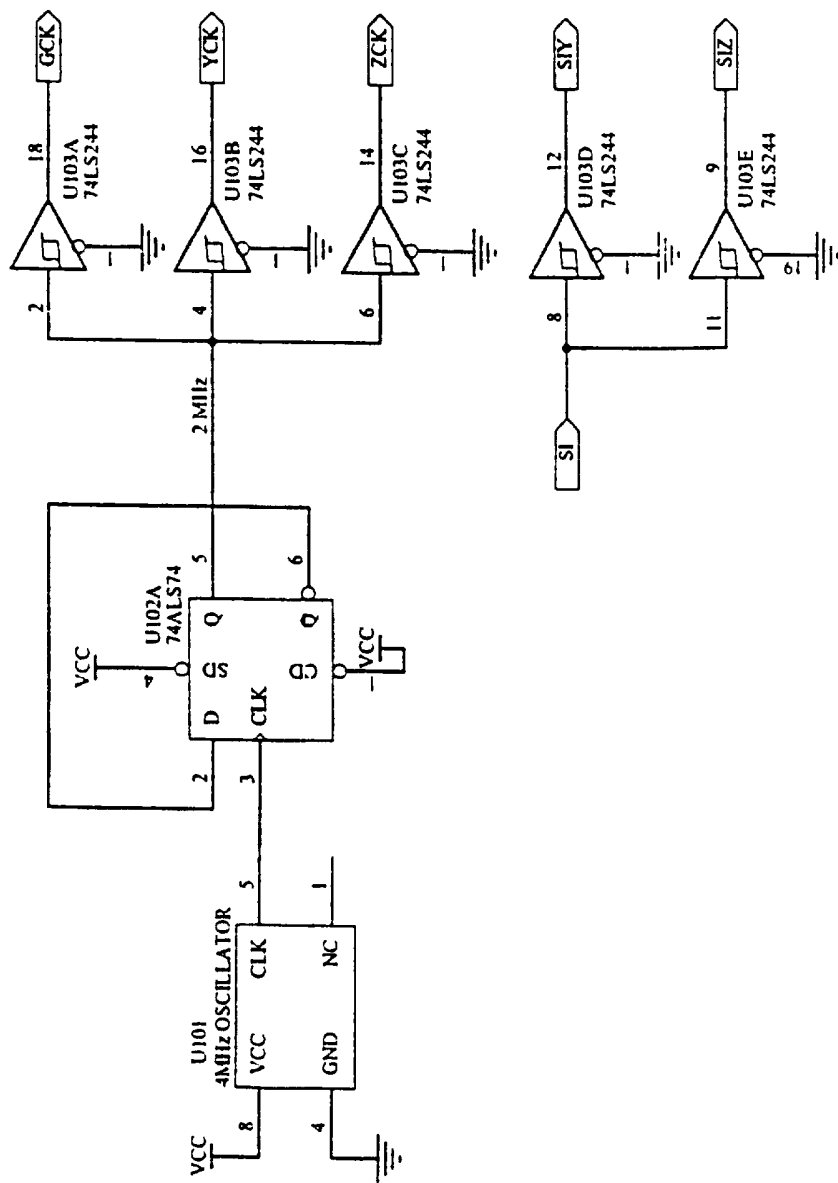 VCC
8
4
U101
4MHz OSCILLATOR
VCC
CLK
GND
NC
5
1
2
3
VCC
4
U102A
74ALS74
D
SD
Q
CLK
CD
Q
1
VCC
5
6
2 MHz
2
18
GCK
U103A
74LS244
1
4
16
YCK
U103B
74LS244
1
6
14
ZCK
U103C
74LS244
1
SI
8
12
SIY
U103D
74LS244
1
11
9
SIZ
U103E
74LS244
19